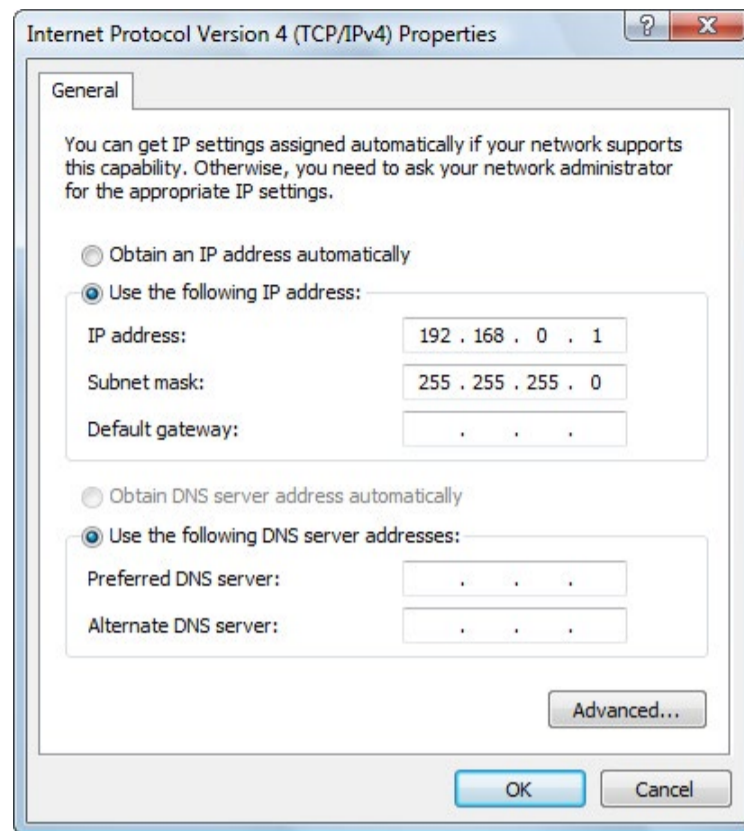 Internet Protocol Version 4 (TCP/IPv4) Properties
General
You can get IP settings assigned automatically if your network supports
this capability. Otherwise, you need to ask your network administrator
for the appropriate IP settings.
Obtain an IP address automatically
Use the following IP address:
IP address: 192 . 168 . 0 . 1
Subnet mask: 255 . 255 . 255 . 0
Default gateway: . . .
Obtain DNS server address automatically
Use the following DNS server addresses:
Preferred DNS server: . . .
Alternate DNS server: . . .
Advanced...
OK Cancel